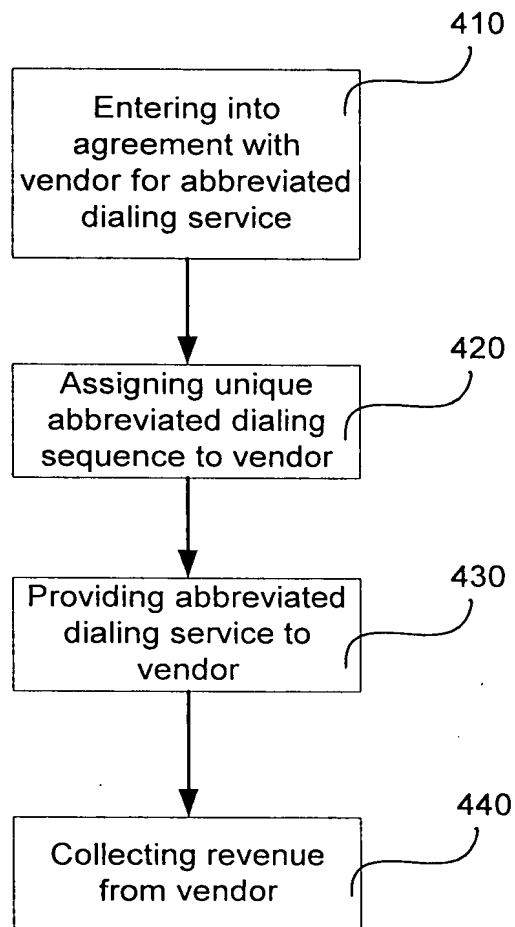 410
Entering into
agreement with
vendor for abbreviated
dialing service
420
Assigning unique
abbreviated dialing
sequence to vendor
430
Providing abbreviated
dialing service to
vendor
440
Collecting revenue
from vendor